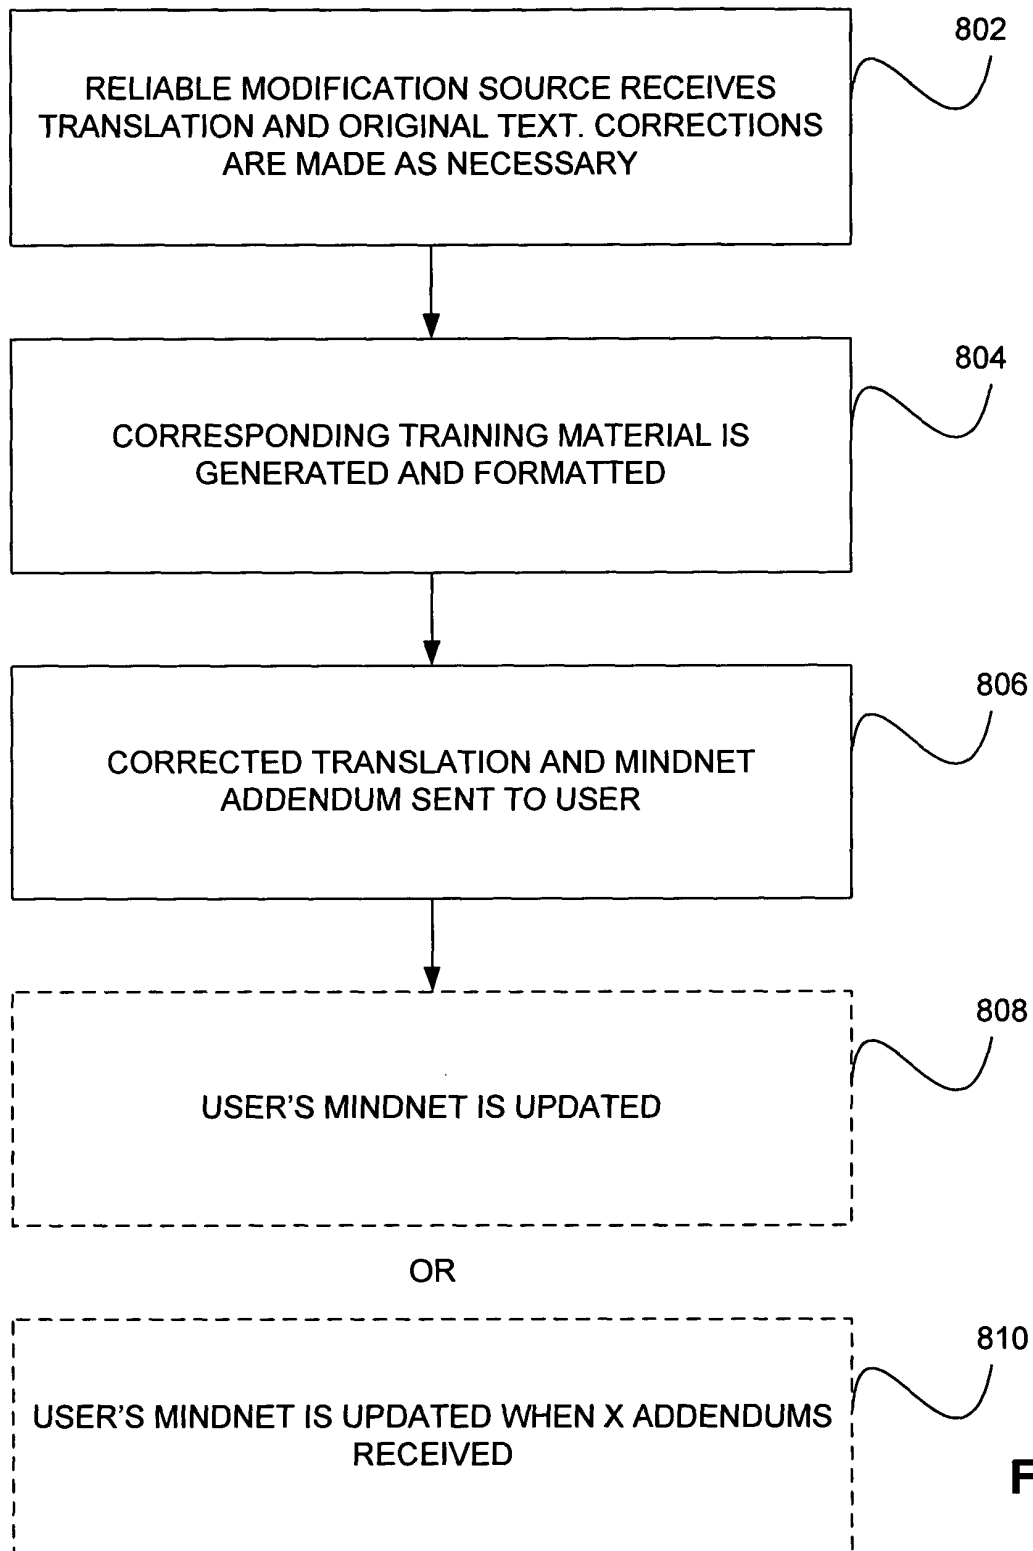 802
RELIABLE MODIFICATION SOURCE RECEIVES
TRANSLATION AND ORIGINAL TEXT. CORRECTIONS
ARE MADE AS NECESSARY
804
CORRESPONDING TRAINING MATERIAL IS
GENERATED AND FORMATTED
806
CORRECTED TRANSLATION AND MINDNET
ADDENDUM SENT TO USER
808
USER'S MINDNET IS UPDATED
OR
810
USER'S MINDNET IS UPDATED WHEN X ADDENDUMS
RECEIVED
F